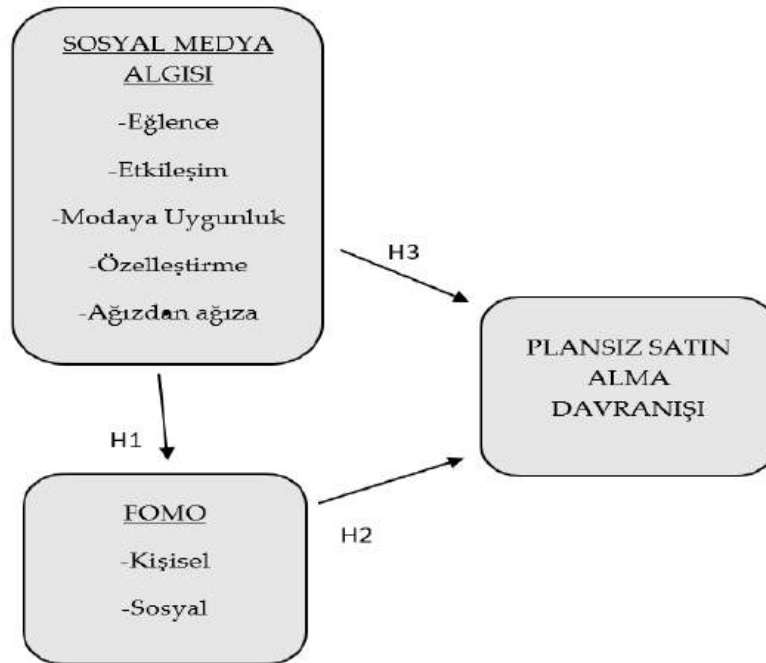 SOSYAL MEDYA
ALGISI
-Eğlence
-Etkileşim
-Modaya Uygunluk
-Özelleştirme
-Ağızdan ağıza
H3
PLANSIZ SATIN
ALMA
DAVRANIŞI
H1
FOMO
-Kişisel
-Sosyal
H2